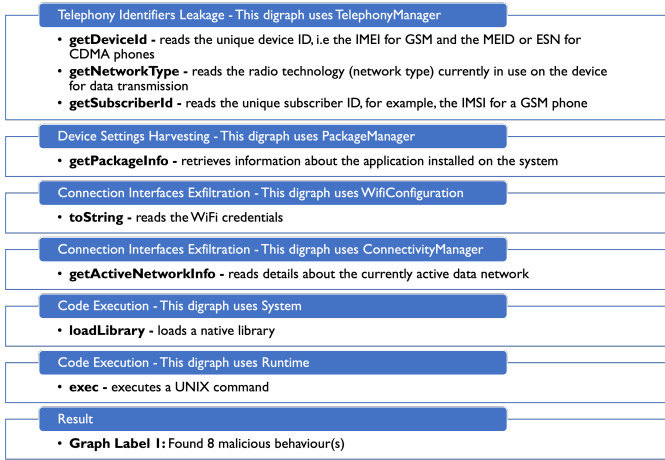 Telephony Identifiers Leakage - This digraph uses TelephonyManager
• getDeviceId - reads the unique device ID, i.e the IMEI for GSM and the MEID or ESN for
CDMA phones
• getNetworkType - reads the radio technology (network type) currently in use on the device
for data transmission
• getSubscriberId - reads the unique subscriber ID, for example, the IMSI for a GSM phone
Device Settings Harvesting - This digraph uses PackageManager
• getPackageInfo - retrieves information about the application installed on the system
Connection Interfaces Exfiltration - This digraph uses WifiConfiguration
• toString - reads the WiFi credentials
Connection Interfaces Exfiltration - This digraph uses ConnectivityManager
• getActiveNetworkInfo - reads details about the currently active data network
Code Execution - This digraph uses System
• loadLibrary - loads a native library
Code Execution - This digraph uses Runtime
• exec - executes a UNIX command
Result
• Graph Label 1: Found 8 malicious behaviour(s)